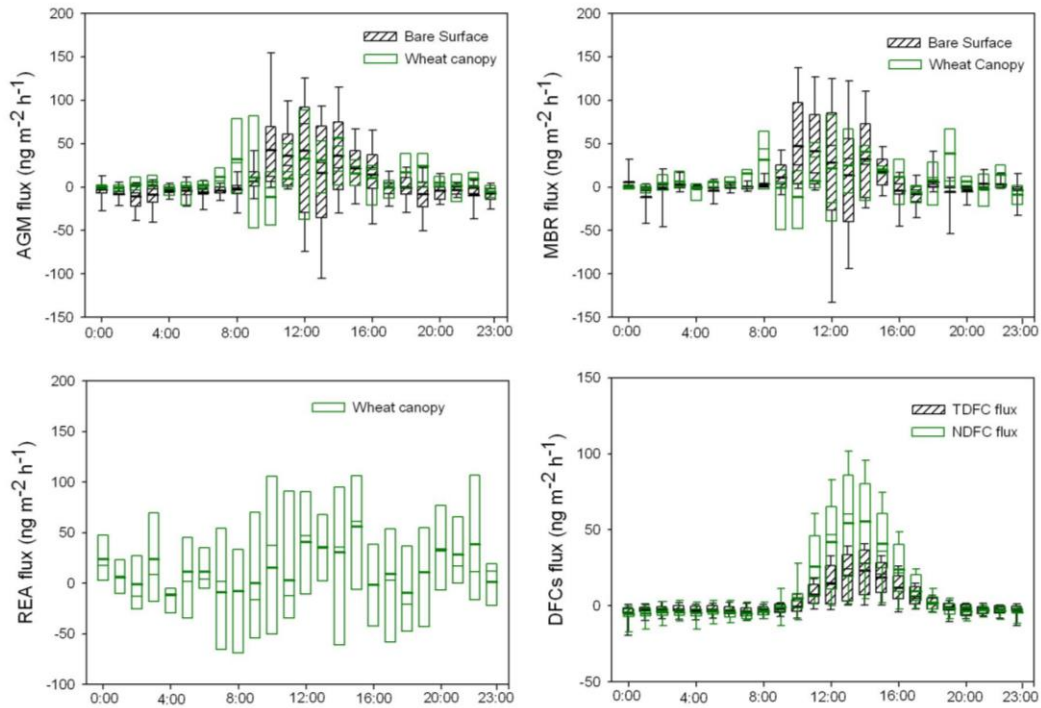 AGM flux (ng m⁻² h⁻¹)
200
150
100
50
0
-50
-100
-150
Bare Surface
Wheat canopy
0:00 4:00 8:00 12:00 16:00 20:00 23:00
MBR flux (ng m⁻² h⁻¹)
200
150
100
50
0
-50
-100
-150
Bare Surface
Wheat Canopy
0:00 4:00 8:00 12:00 16:00 20:00 23:00
REA flux (ng m⁻² h⁻¹)
200
150
100
50
0
-50
-100
Wheat canopy
0:00 4:00 8:00 12:00 16:00 20:00 23:00
DFCs flux (ng m⁻² h⁻¹)
150
100
50
0
-50
TDFC flux
NDFC flux
0:00 4:00 8:00 12:00 16:00 20:00 23:00